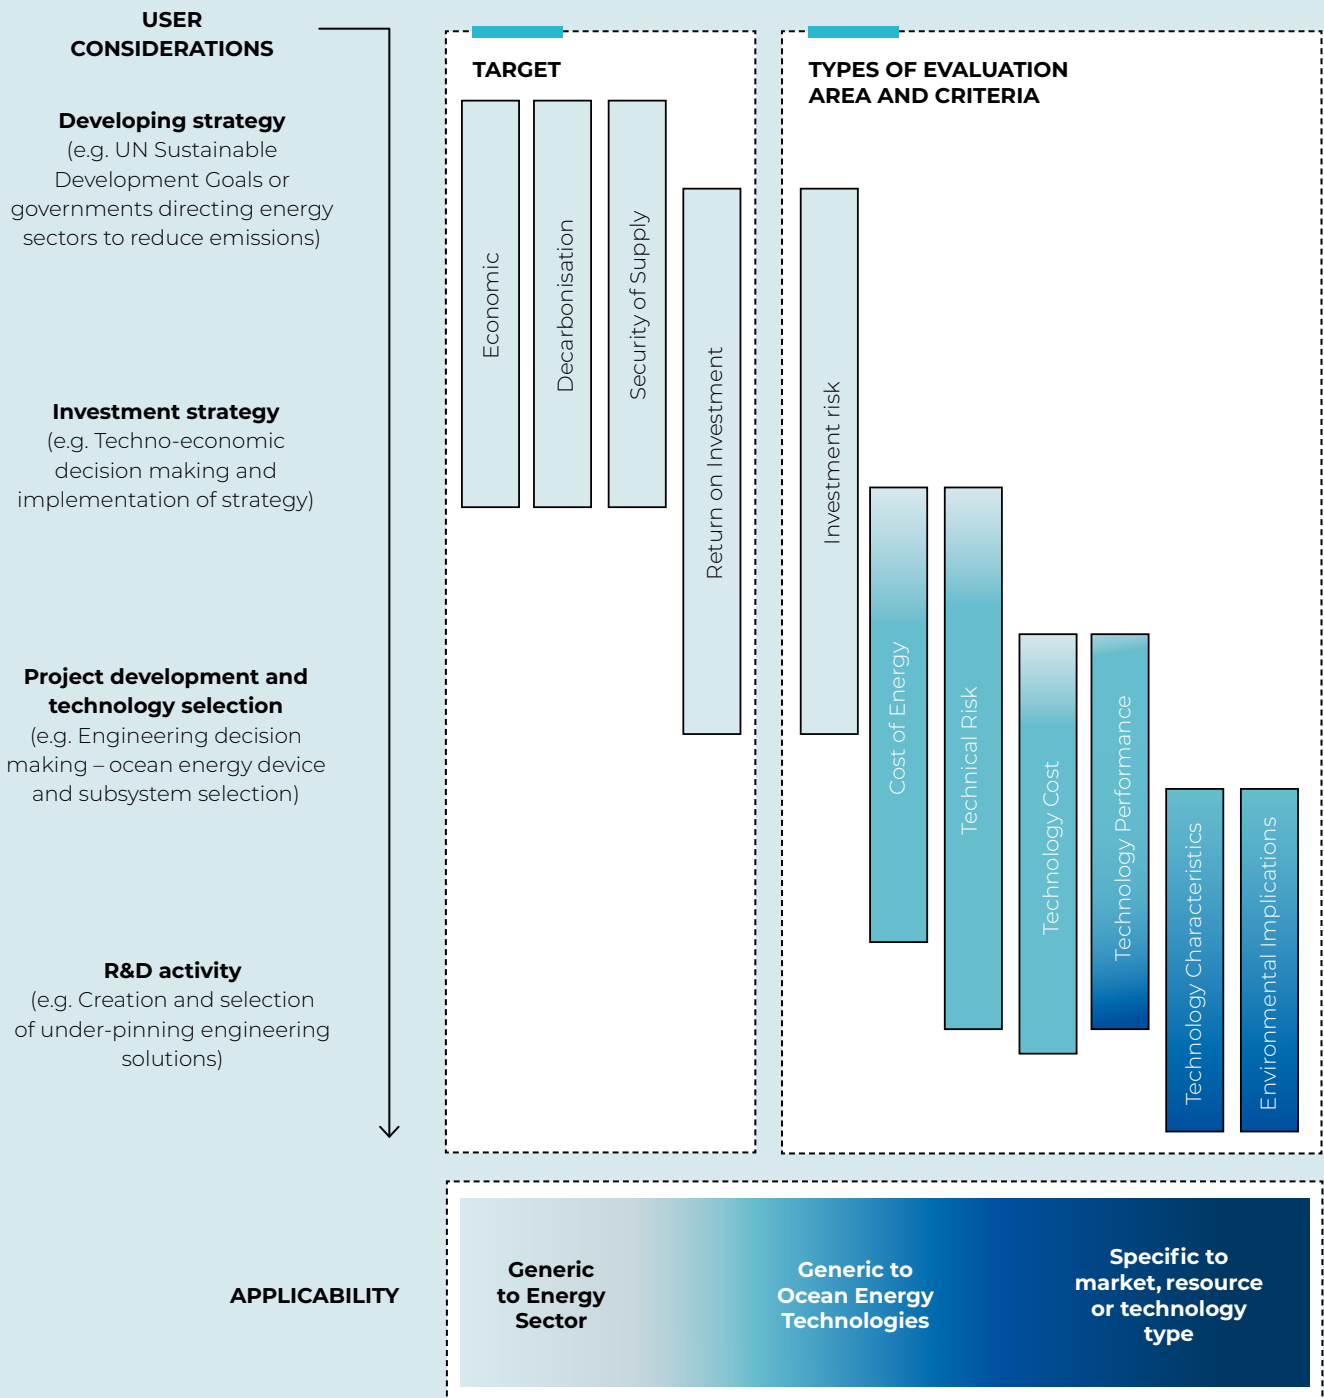 USER
CONSIDERATIONS
Developing strategy
(e.g. UN Sustainable
Development Goals or
governments directing energy
sectors to reduce emissions)
Investment strategy
(e.g. Techno-economic
decision making and
implementation of strategy)
Project development and
technology selection
(e.g. Engineering decision
making – ocean energy device
and subsystem selection)
R&D activity
(e.g. Creation and selection
of under-pinning engineering
solutions)
TARGET
Economic
Decarbonisation
Security of Supply
Return on Investment
TYPES OF EVALUATION
AREA AND CRITERIA
Investment risk
Cost of Energy
Technical Risk
Technology Cost
Technology Performance
Technology Characteristics
Environmental Implications
APPLICABILITY
Generic
to Energy
Sector
Generic to
Ocean Energy
Technologies
Specific to
market, resource
or technology
type